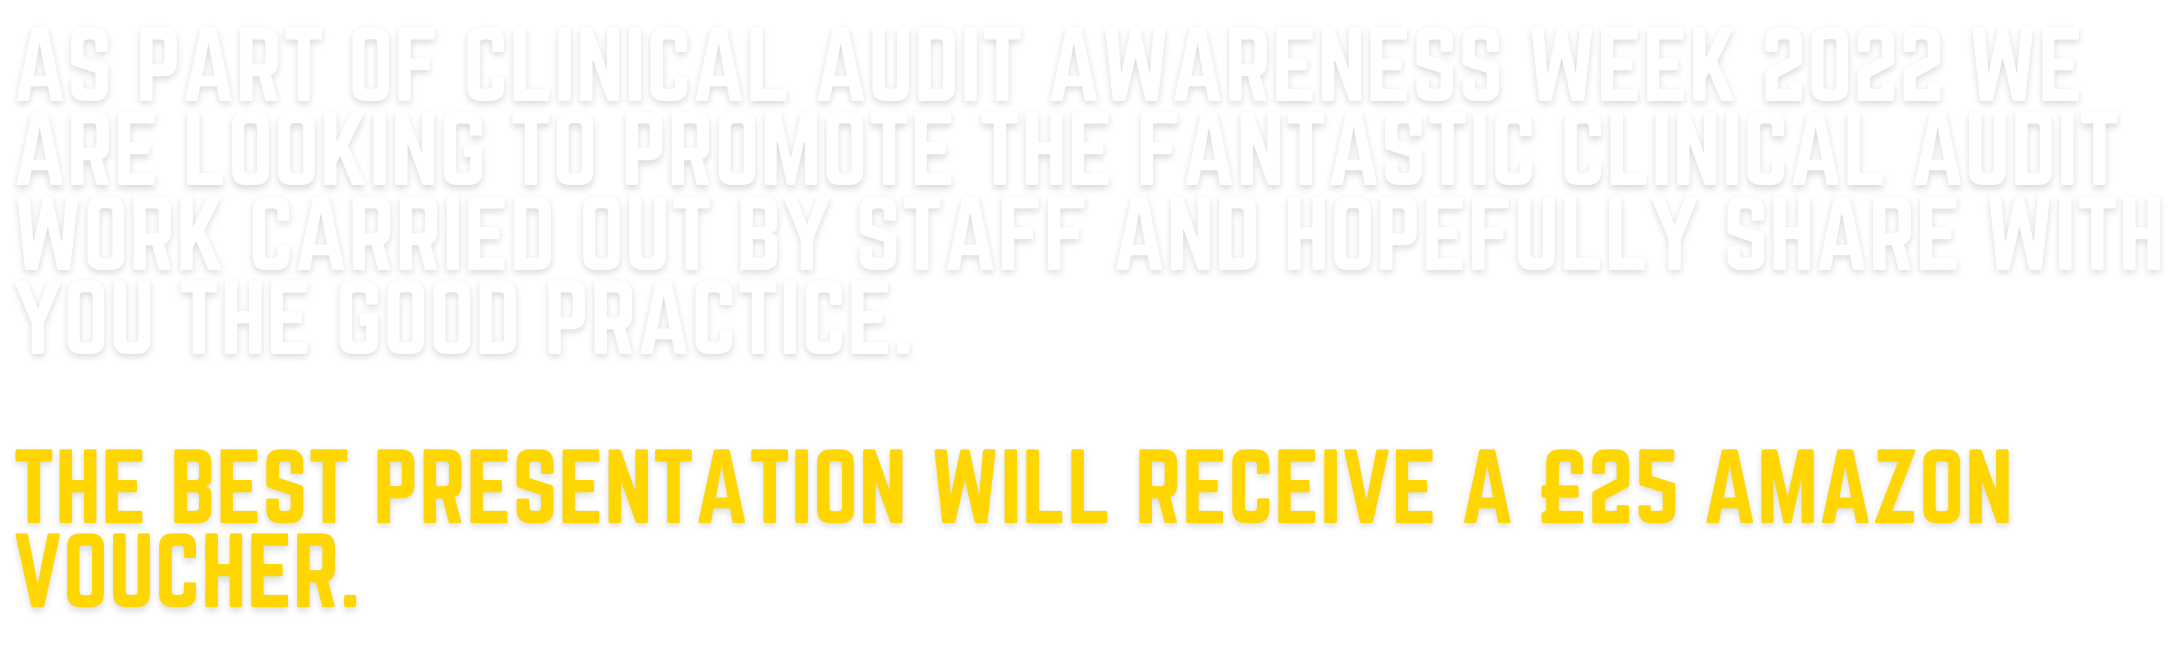 AS PART OF CLINICAL AUDIT AWARENESS WEEK 2022 WE
ARE LOOKING TO PROMOTE THE FANTASTIC CLINICAL AUDIT
WORK CARRIED OUT BY STAFF AND HOPEFULLY SHARE WITH
YOU THE GOOD PRACTICE.
THE BEST PRESENTATION WILL RECEIVE A £25 AMAZON
VOUCHER.